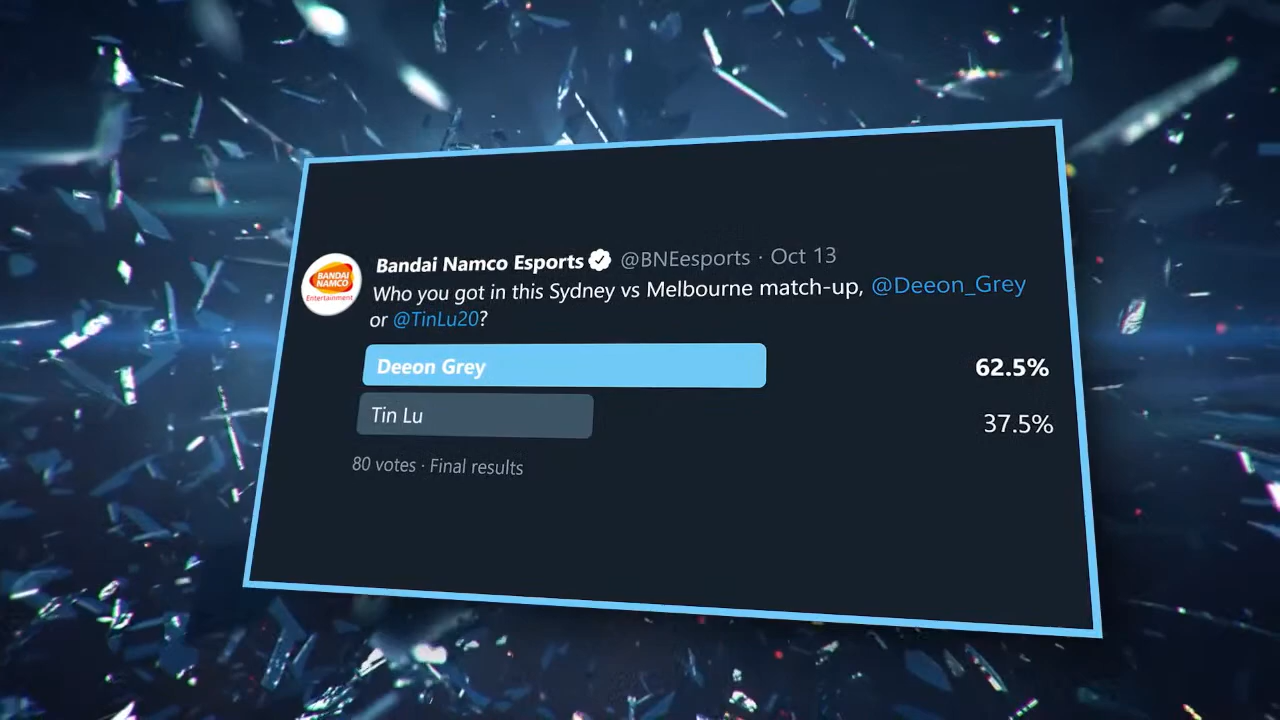 BANDAI
NAMCO
Entertainment
Bandai Namco Esports @BNEesports · Oct 13
Who you got in this Sydney vs Melbourne match-up, @Deeon_Grey
or @TinLu20?
Deeon Grey 62.5%
Tin Lu 37.5%
80 votes · Final results